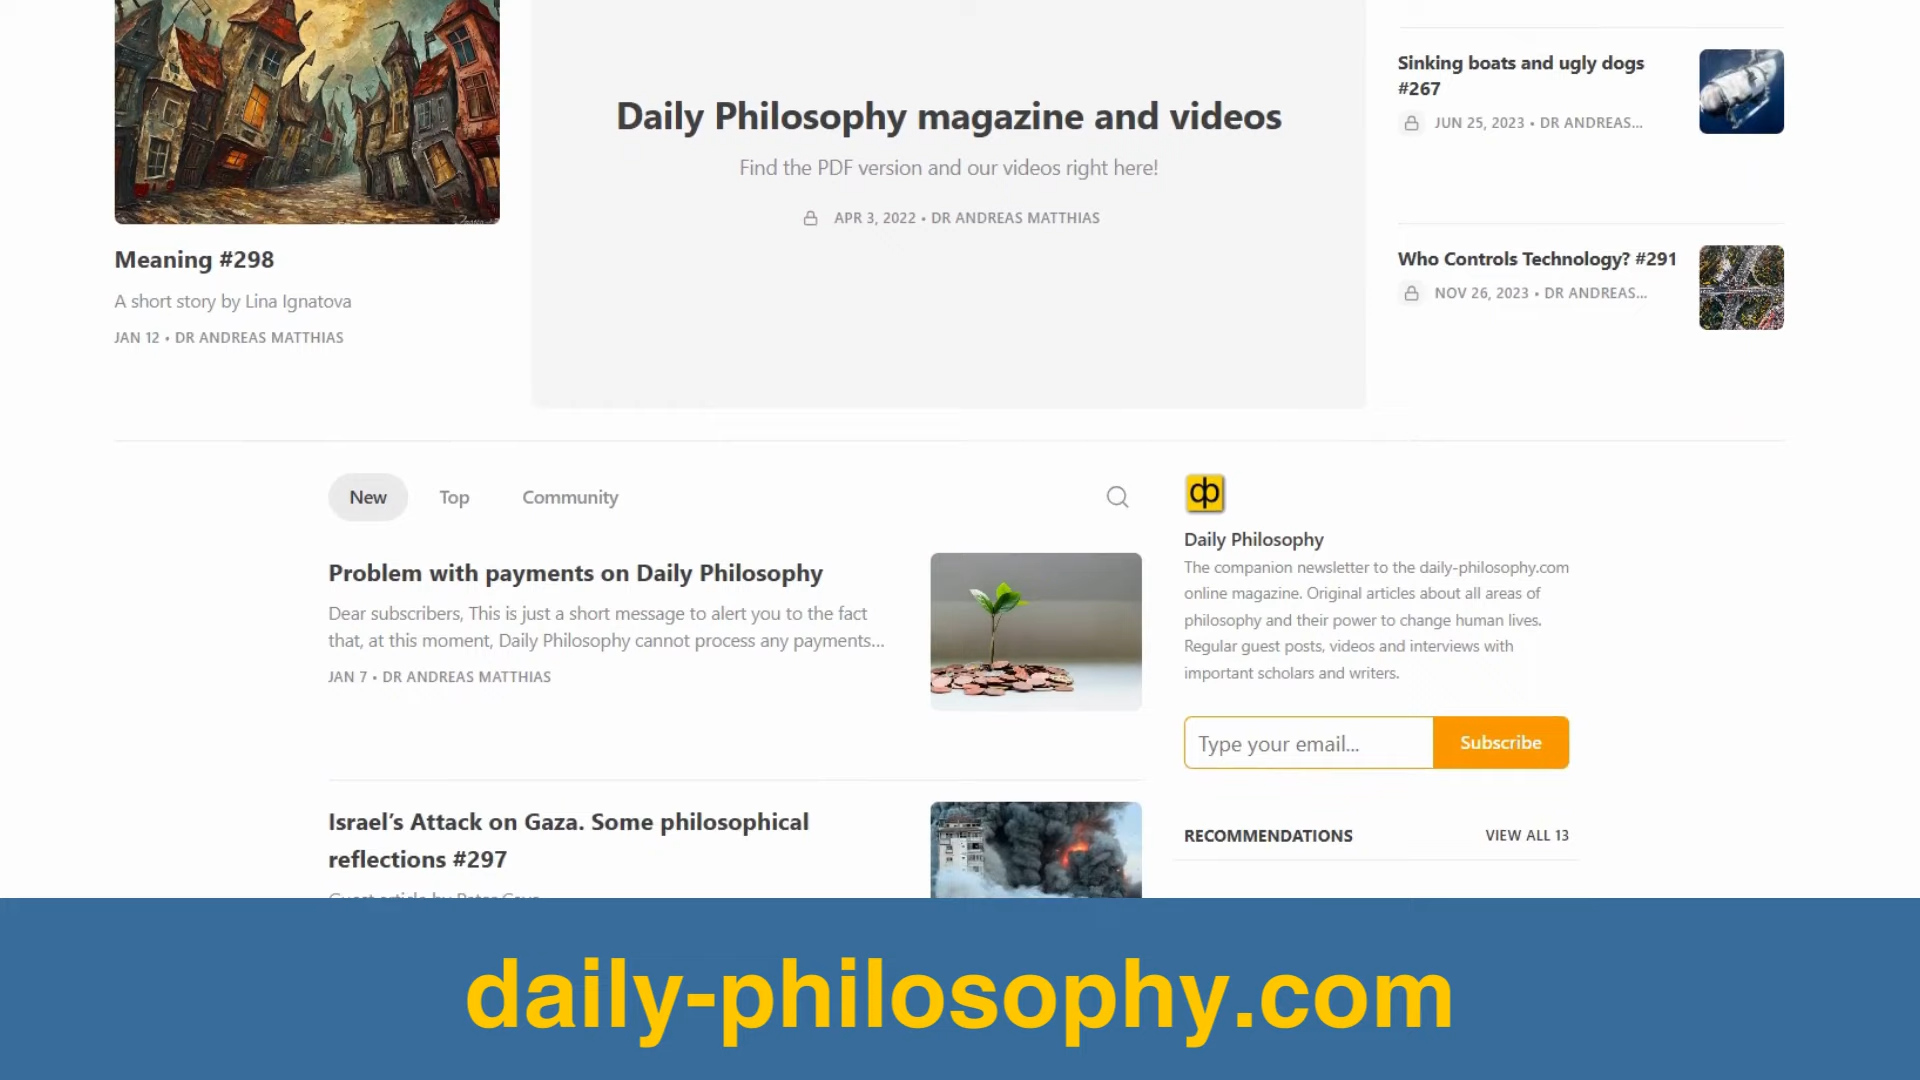 Meaning #298
A short story by Lina Ignatova
JAN 12 • DR ANDREAS MATTHIAS
Daily Philosophy magazine and videos
Find the PDF version and our videos right here!
APR 3, 2022 • DR ANDREAS MATTHIAS
Sinking boats and ugly dogs
#267
JUN 25, 2023 • DR ANDREAS...
Who Controls Technology? #291
NOV 26, 2023 • DR ANDREAS...
New
Top
Community
Problem with payments on Daily Philosophy
Dear subscribers, This is just a short message to alert you to the fact
that, at this moment, Daily Philosophy cannot process any payments...
JAN 7 • DR ANDREAS MATTHIAS
Israel’s Attack on Gaza. Some philosophical
reflections #297
Guest article by Peter Cave
Daily Philosophy
The companion newsletter to the daily-philosophy.com
online magazine. Original articles about all areas of
philosophy and their power to change human lives.
Regular guest posts, videos and interviews with
important scholars and writers.
Type your email...
Subscribe
RECOMMENDATIONS
VIEW ALL 13
daily-philosophy.com